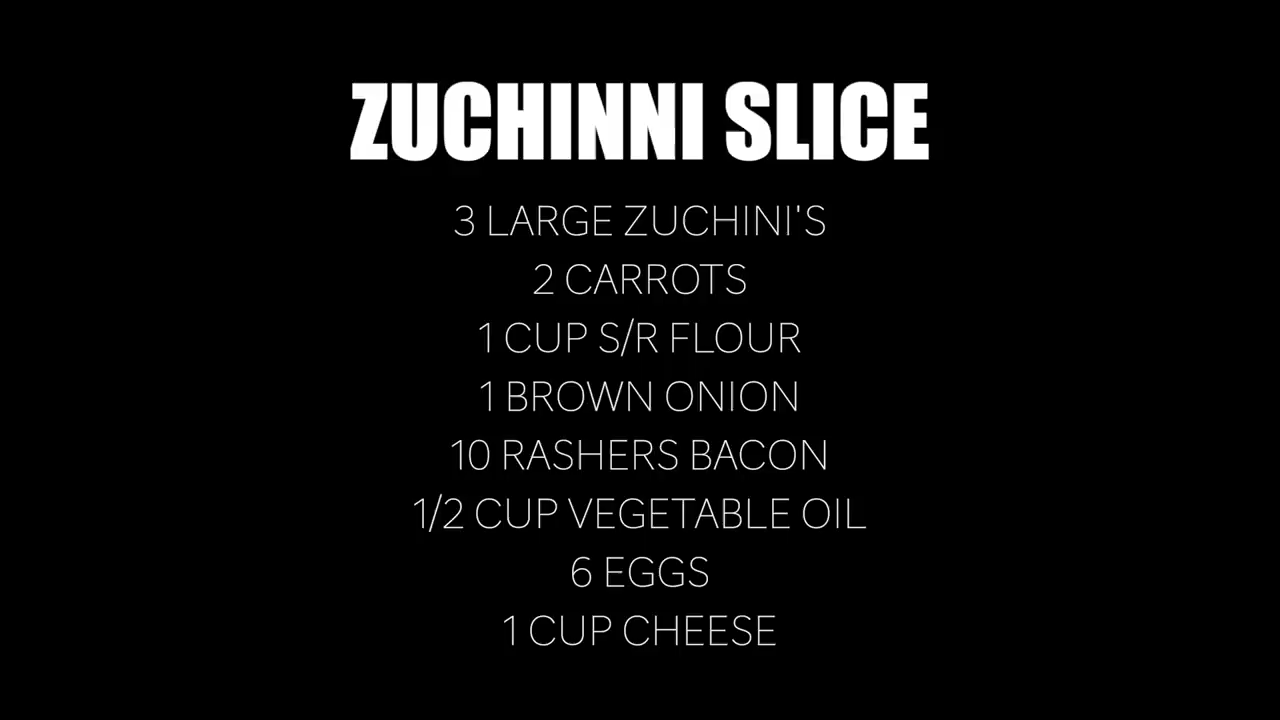 ZUCHINNI SLICE
3 LARGE ZUCHINI'S
2 CARROTS
1 CUP S/R FLOUR
1 BROWN ONION
10 RASHERS BACON
1/2 CUP VEGETABLE OIL
6 EGGS
1 CUP CHEESE